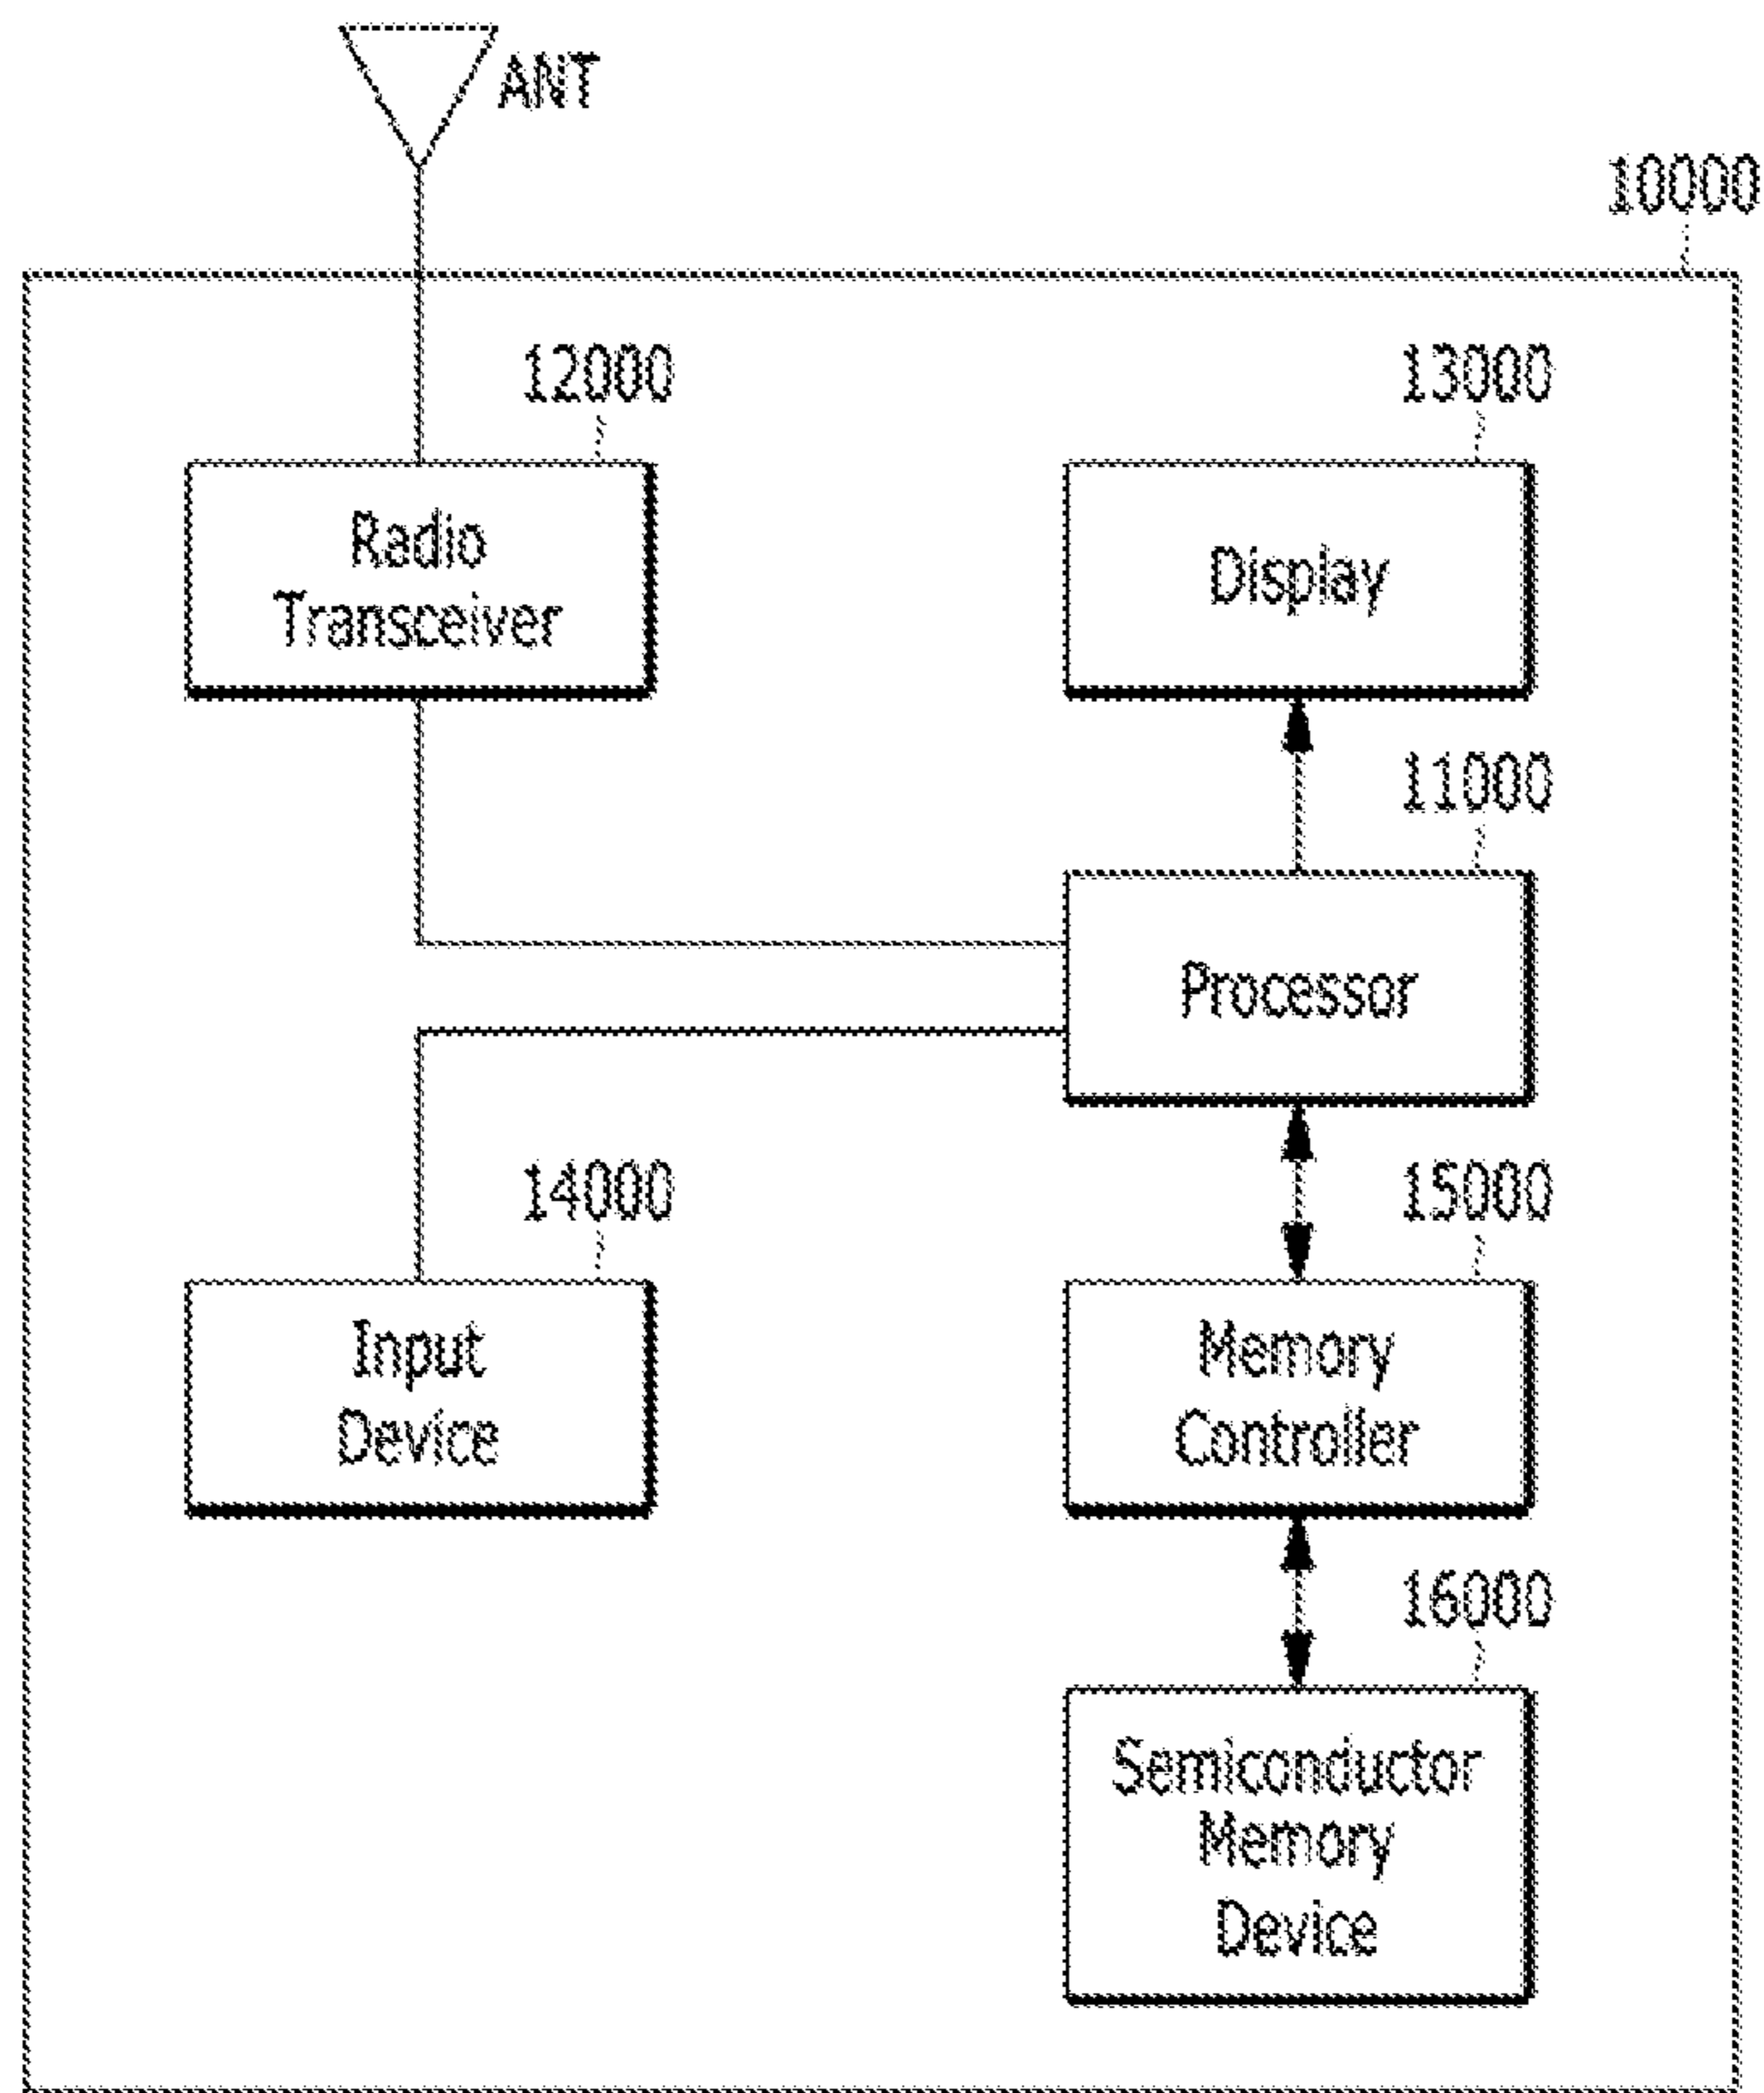 ANT
10000
12000
Radio
Transceiver
13000
Display
11000
Processor
14000
Input
Device
15000
Memory
Controller
16000
Semiconductor
Memory
Device